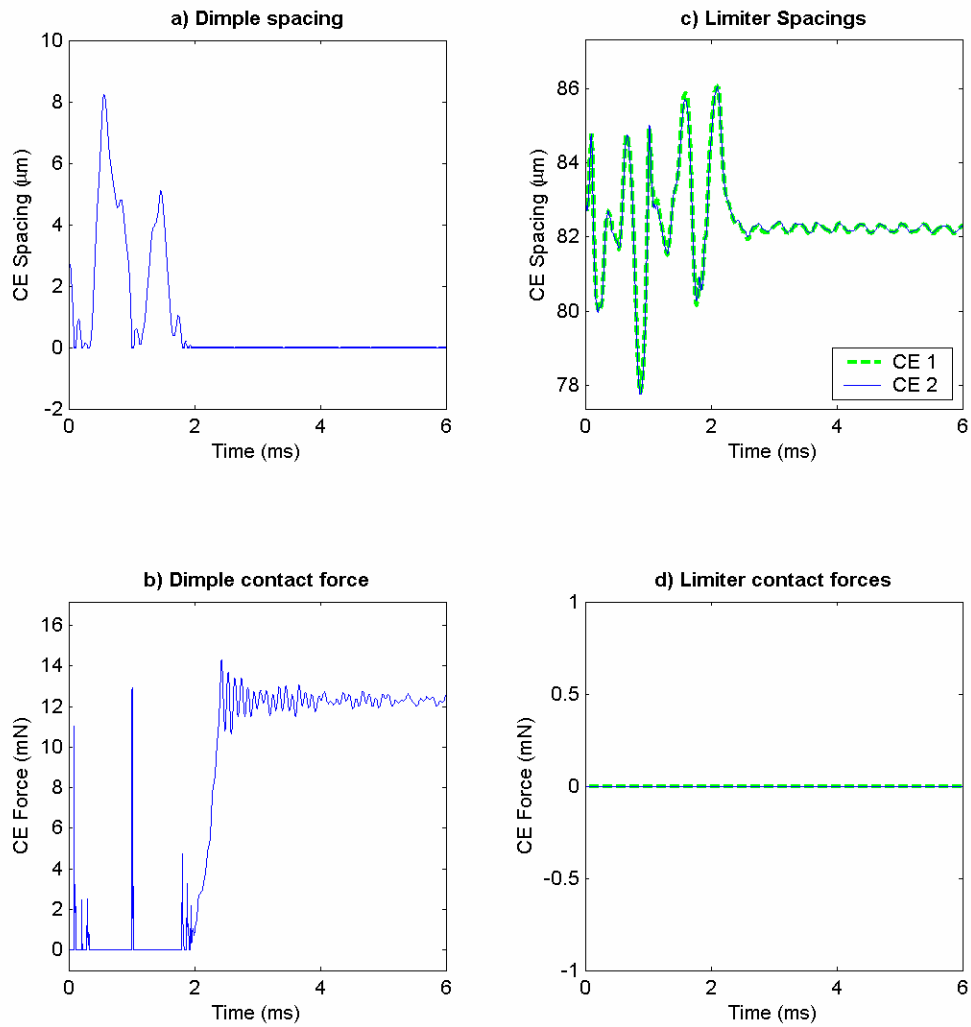 a) Dimple spacing
10
8
6
4
2
0
-2
CE Spacing (µm)
0 2 4 6
Time (ms)
c) Limiter Spacings
86
84
82
80
78
CE Spacing (µm)
CE 1
CE 2
0 2 4 6
Time (ms)
b) Dimple contact force
16
14
12
10
8
6
4
2
0
CE Force (mN)
0 2 4 6
Time (ms)
d) Limiter contact forces
1
0.5
0
-0.5
-1
CE Force (mN)
0 2 4 6
Time (ms)